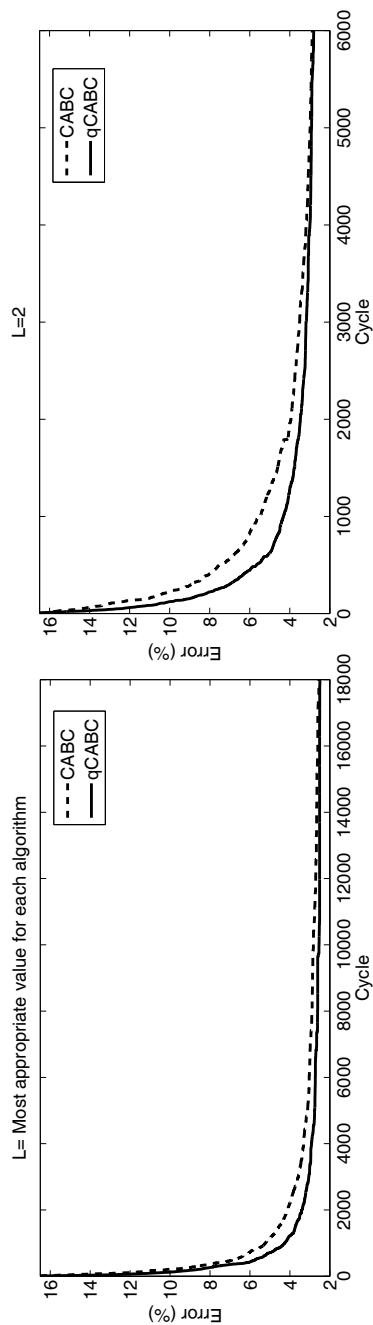 L= Most appropriate value for each algorithm
CABC
qCABC
Error (%)
16
14
12
10
8
6
4
2
0 2000 4000 6000 8000 10000 12000 14000 16000 18000
Cycle
L=2
CABC
qCABC
Error (%)
16
14
12
10
8
6
4
2
0 1000 2000 3000 4000 5000 6000
Cycle